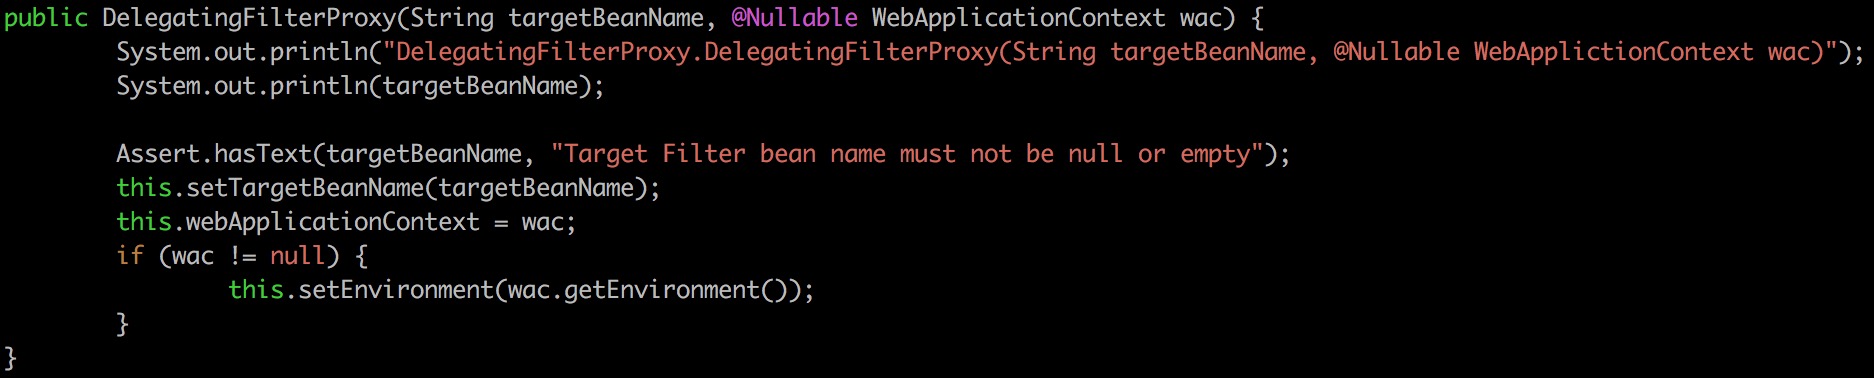 public DelegatingFilterProxy(String targetBeanName, @Nullable WebApplicationContext wac) {
System.out.println("DelegatingFilterProxy.DelegatingFilterProxy(String targetBeanName, @Nullable WebApplictionContext wac)");
System.out.println(targetBeanName);
Assert.hasText(targetBeanName, "Target Filter bean name must not be null or empty");
this.setTargetBeanName(targetBeanName);
this.webApplicationContext = wac;
if (wac != null) {
this.setEnvironment(wac.getEnvironment());
}
}